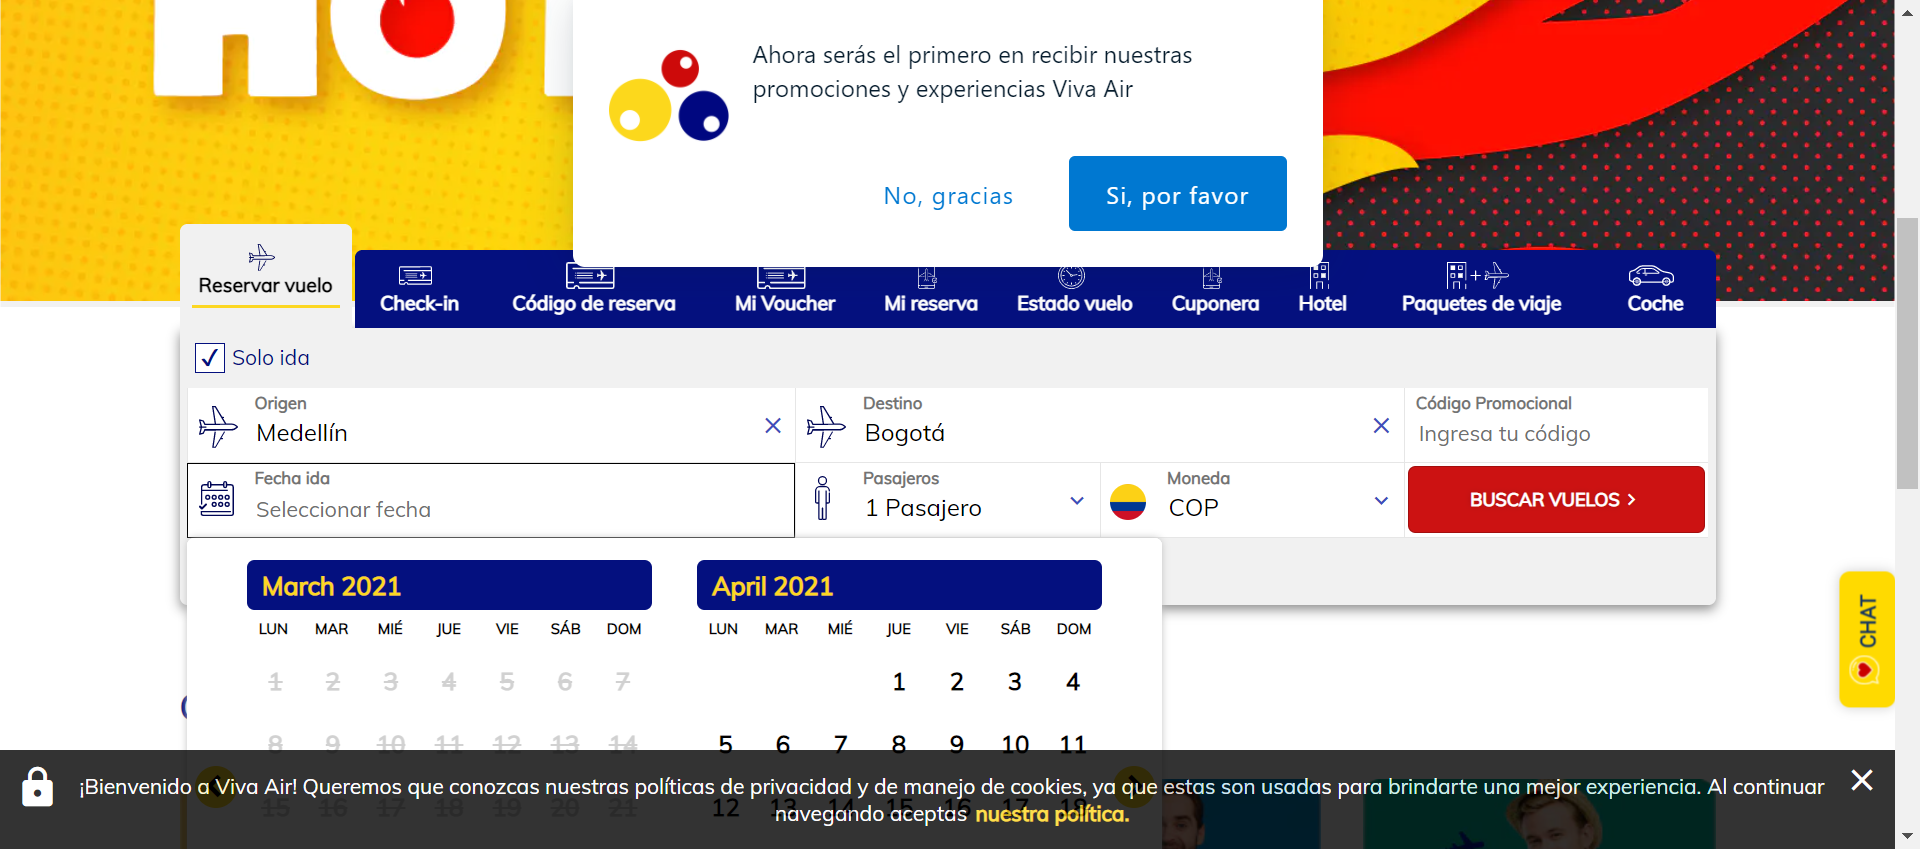 HO
Ahora serás el primero en recibir nuestras
promociones y experiencias Viva Air
No, gracias
Si, por favor
Reservar vuelo
Check-in
Código de reserva
Mi Voucher
Mi reserva
Estado vuelo
Cuponera
Hotel
Paquetes de viaje
Coche
Solo ida
Origen
Medellín
Destino
Bogotá
Código Promocional
Ingresa tu código
Fecha ida
Seleccionar fecha
Pasajeros
1 Pasajero
Moneda
COP
BUSCAR VUELOS
March 2021
April 2021
LUN MAR MIÉ JUE VIE SÁB DOM
LUN MAR MIÉ JUE VIE SÁB DOM
1 2 3 4 5 6 7
1 2 3 4
8 9 10 11 12 13 14
5 6 7 8 9 10 11
15 16 17 18 19 20 21
12 13 14 15 16 17 18
CHAT
¡Bienvenido a Viva Air! Queremos que conozcas nuestras políticas de privacidad y de manejo de cookies, ya que estas son usadas para brindarte una mejor experiencia. Al continuar
navegando aceptas nuestra política.